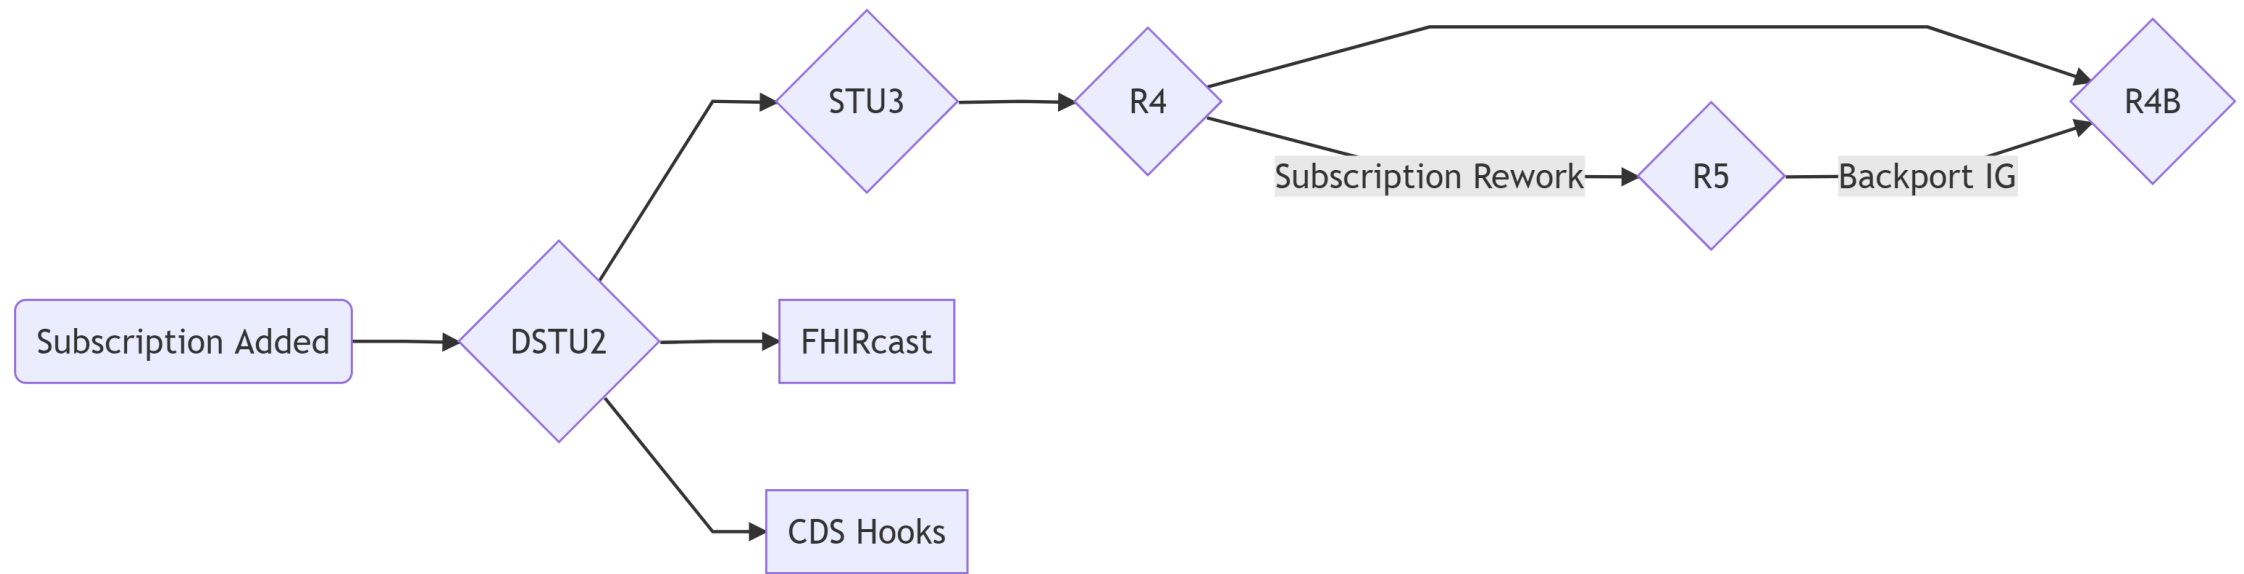 Subscription Added
DSTU2
STU3
FHIRcast
CDS Hooks
R4
Subscription Rework
R5
Backport IG
R4B